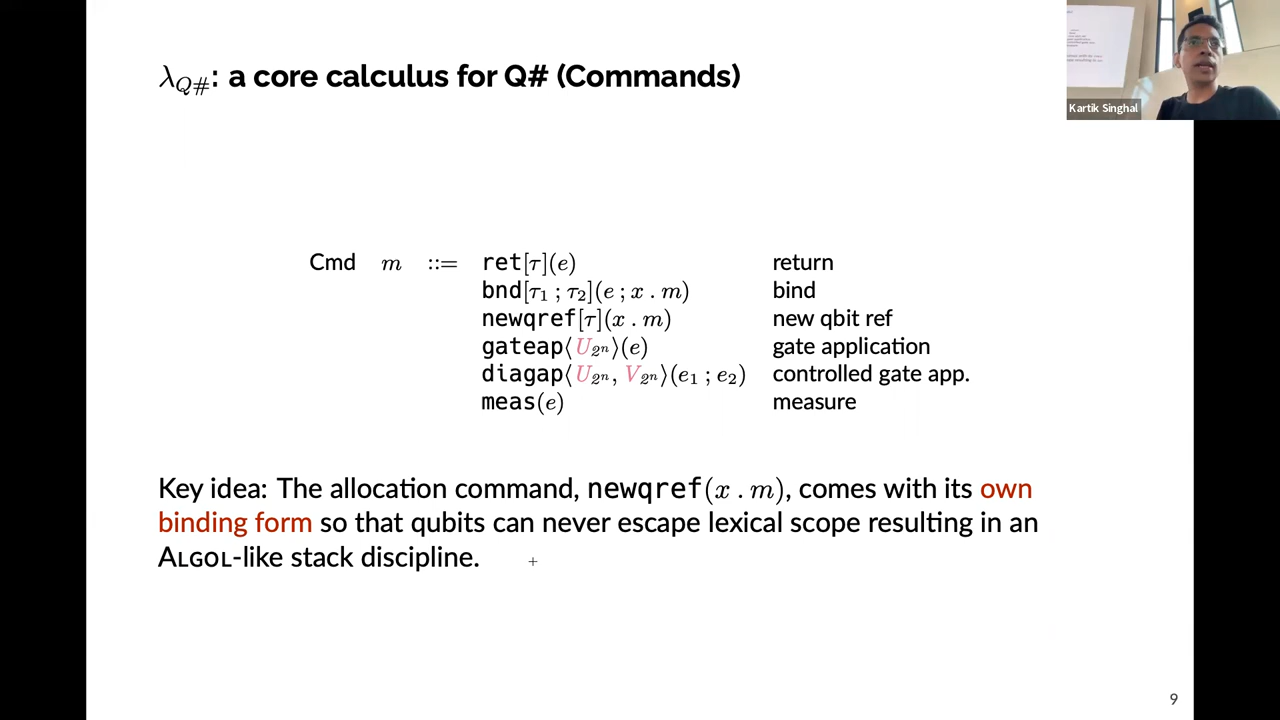 λ_Q#: a core calculus for Q# (Commands)
Kartik Singhal
Cmd m ::= ret[τ](e) return
bnd[τ₁ ; τ₂](e ; x . m) bind
newqref[τ](x . m) new qbit ref
gateap⟨U_2ⁿ⟩(e) gate application
diagap⟨U_2ⁿ, V_2ⁿ⟩(e₁ ; e₂) controlled gate app.
meas(e) measure
Key idea: The allocation command, newqref(x . m), comes with its own
binding form so that qubits can never escape lexical scope resulting in an
ALGOL-like stack discipline.
9